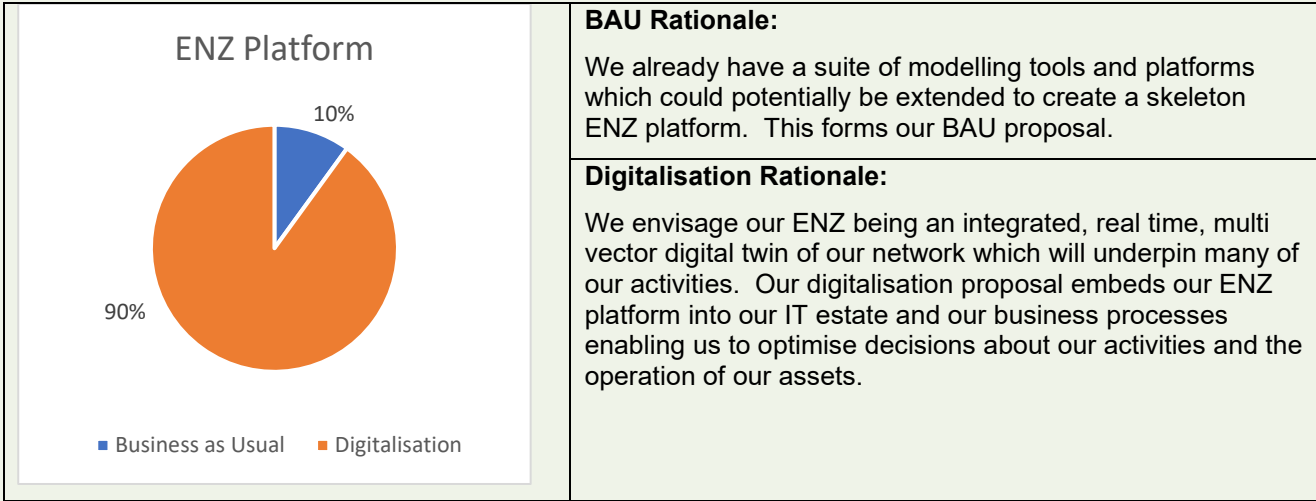 ENZ Platform
10%
90%
Business as Usual
Digitalisation
BAU Rationale:
We already have a suite of modelling tools and platforms
which could potentially be extended to create a skeleton
ENZ platform.  This forms our BAU proposal.
Digitalisation Rationale:
We envisage our ENZ being an integrated, real time, multi
vector digital twin of our network which will underpin many of
our activities.  Our digitalisation proposal embeds our ENZ
platform into our IT estate and our business processes
enabling us to optimise decisions about our activities and the
operation of our assets.